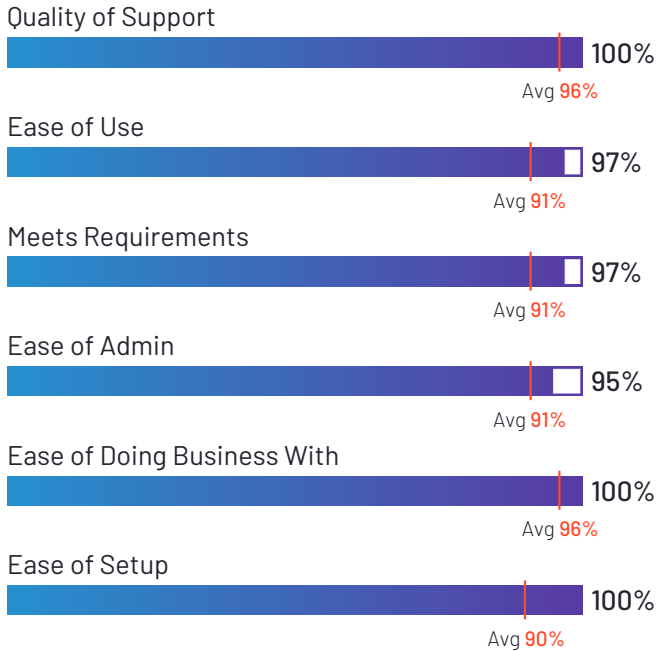 Quality of Support
100%
Avg 96%
Ease of Use
97%
Avg 91%
Meets Requirements
97%
Avg 91%
Ease of Admin
95%
Avg 91%
Ease of Doing Business With
100%
Avg 96%
Ease of Setup
100%
Avg 90%